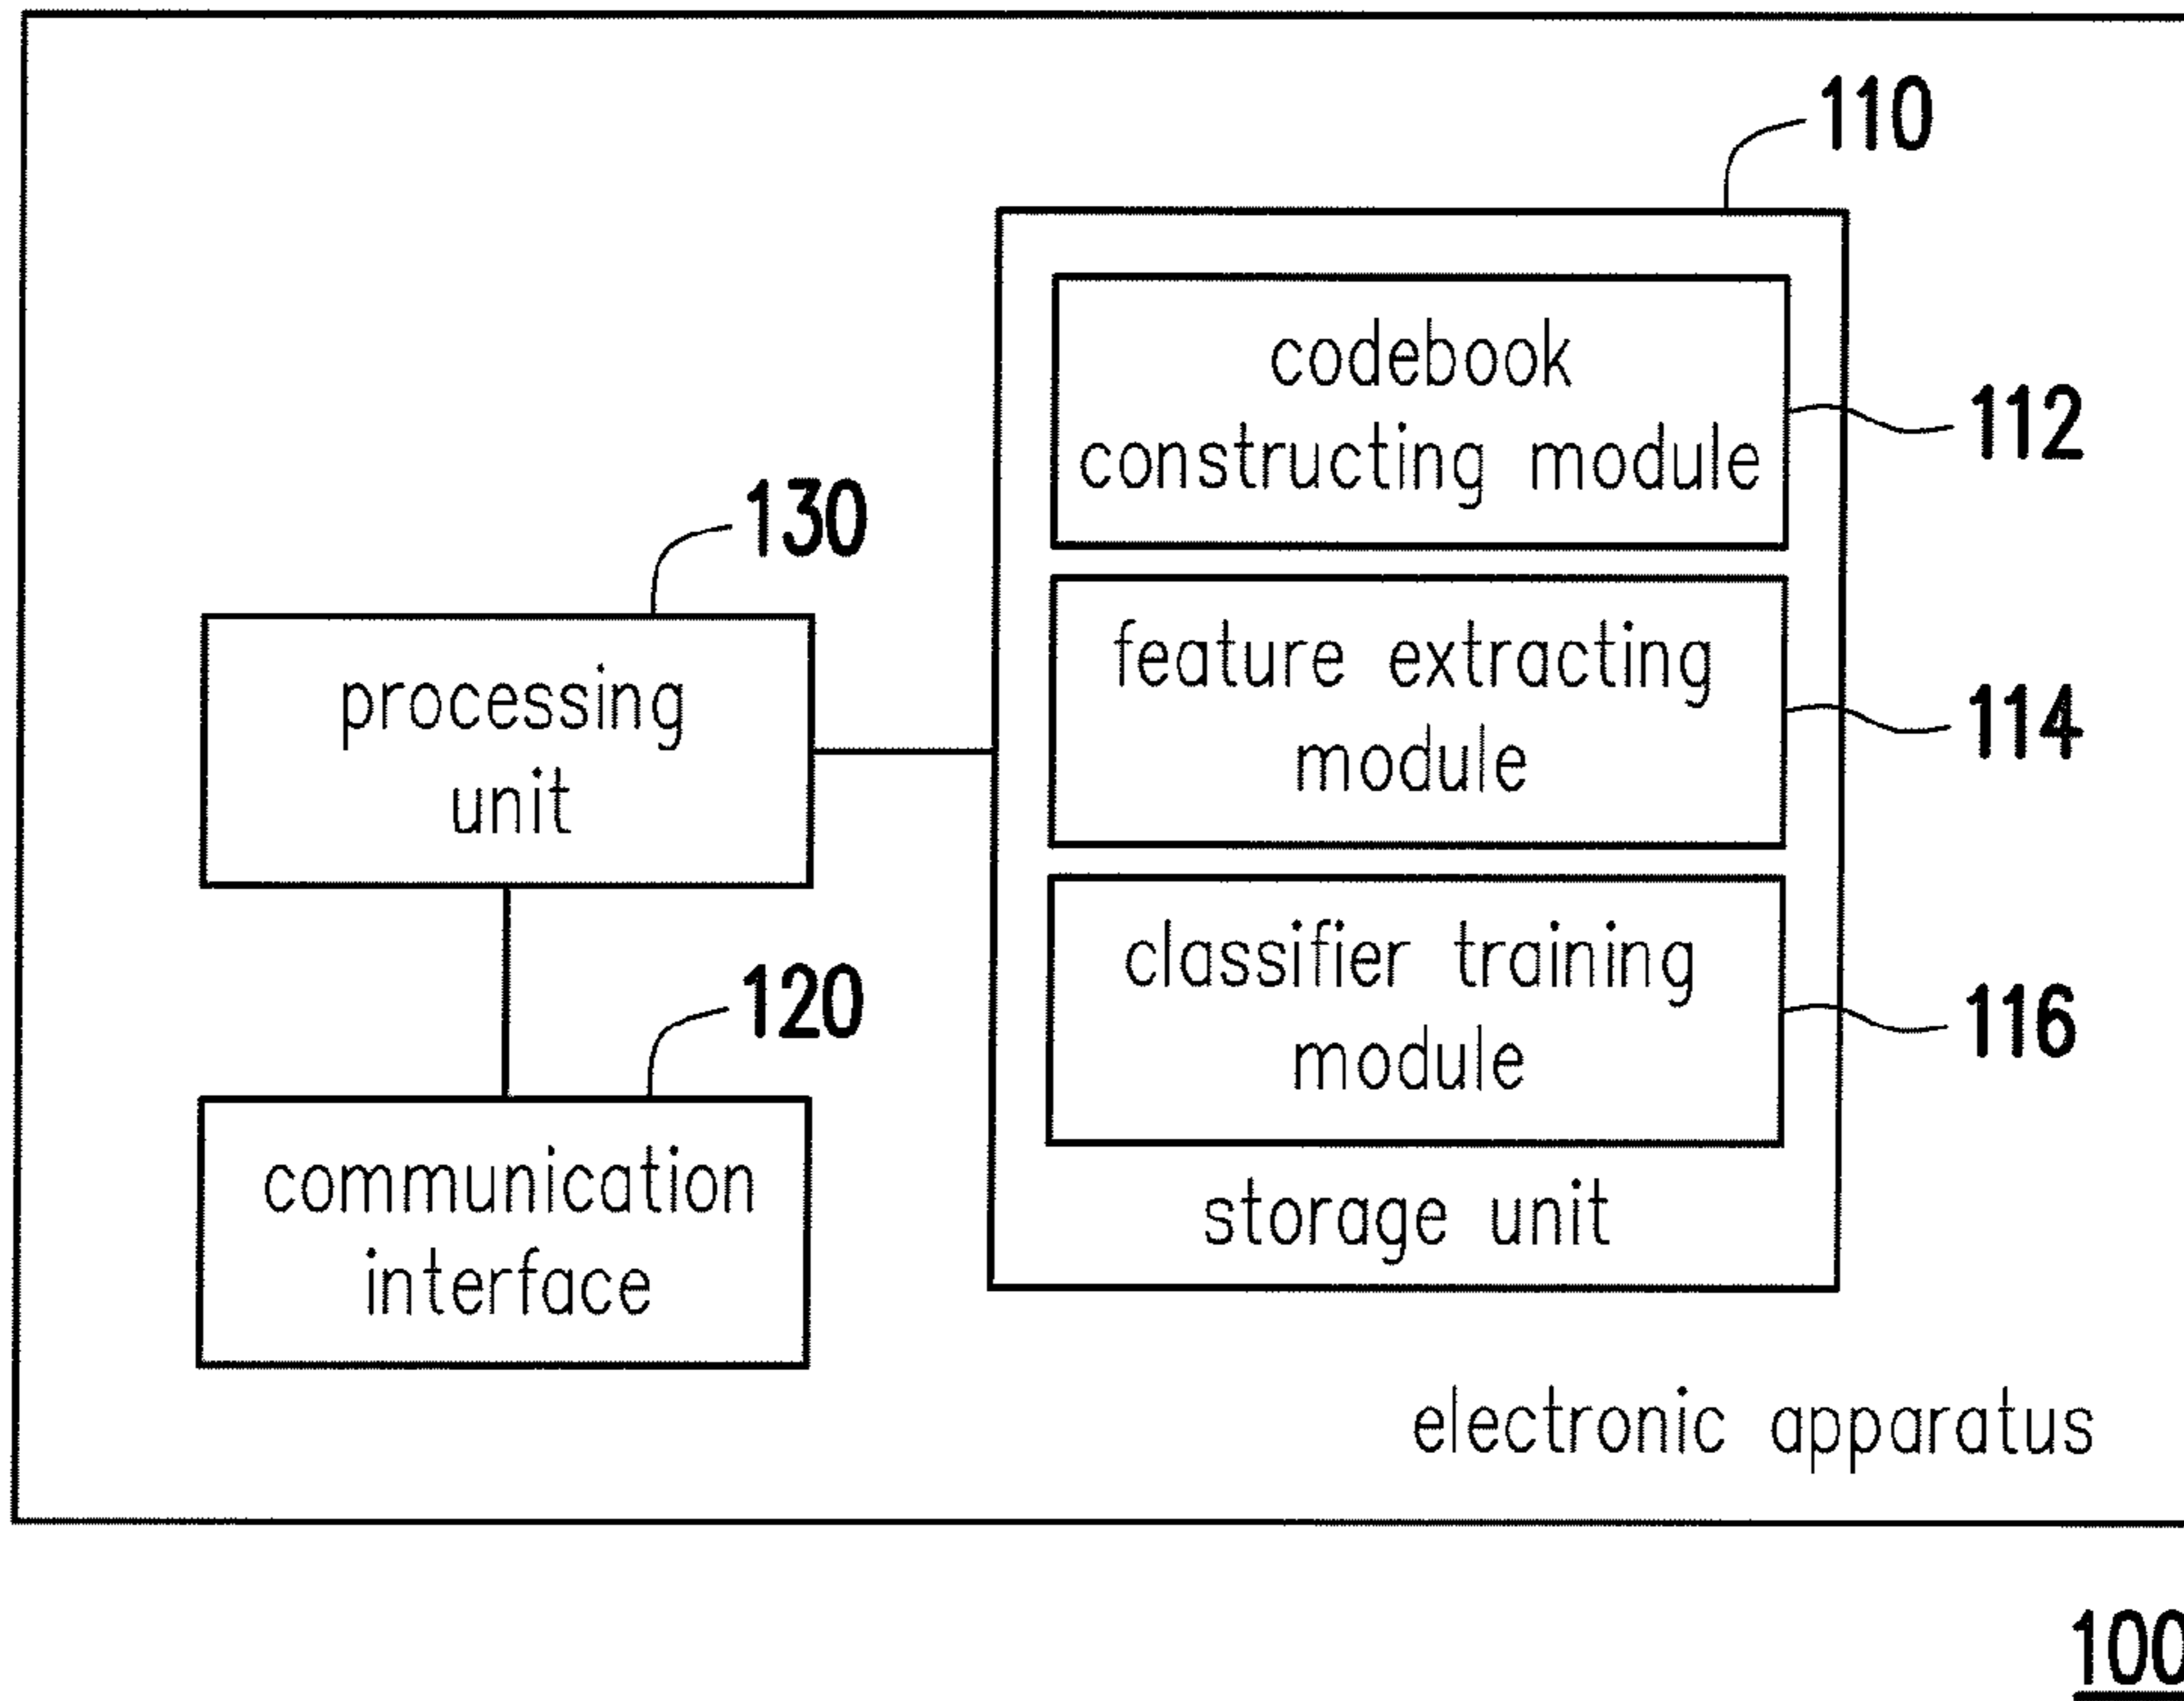 110
codebook
constructing module
112
130
feature extracting
module
114
processing
unit
classifier training
module
116
120
communication
interface
storage unit
electronic apparatus
100